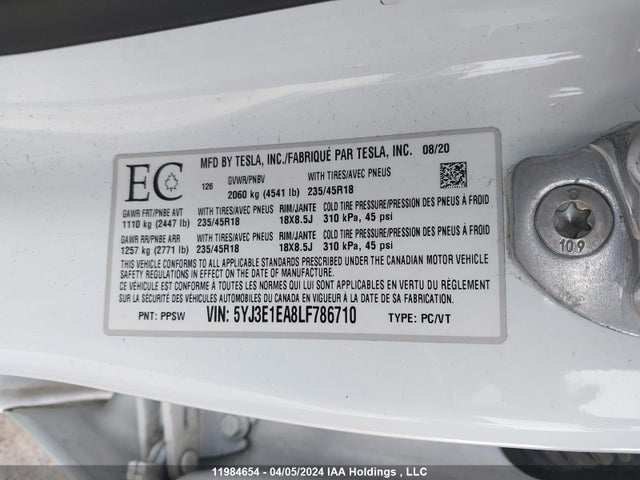 EC
MFD BY TESLA, INC./FABRIQUÉ PAR TESLA, INC. 08/20
126 GVWR/PNBV WITH TIRES/AVEC PNEUS
2060 kg (4541 lb) 235/45R18
GAWR FRT/PNBE AVT WITH TIRES/AVEC PNEUS RIM/JANTE COLD TIRE PRESSURE/PRESSION DES PNEUS À FROID
1110 kg (2447 lb) 235/45R18 18X8.5J 310 kPa, 45 psi
GAWR RR/PNBE ARR WITH TIRES/AVEC PNEUS RIM/JANTE COLD TIRE PRESSURE/PRESSION DES PNEUS À FROID
1257 kg (2771 lb) 235/45R18 18X8.5J 310 kPa, 45 psi
THIS VEHICLE CONFORMS TO ALL APPLICABLE STANDARDS PRESCRIBED UNDER THE CANADIAN MOTOR VEHICLE
SAFETY REGULATIONS IN EFFECT ON THE DATE OF MANUFACTURE.
CE VÉHICULE EST CONFORME À TOUTES LES NORMES QUI LUI SONT APPLICABLES EN VERTU DU RÈGLEMENT
SUR LA SÉCURITÉ DES VÉHICULES AUTOMOBILES DU CANADA EN VIGUEUR À LA DATE DE SA FABRICATION.
PNT: PPSW VIN: 5YJ3E1EA8LF786710 TYPE: PC/VT
10.9
11984654 - 04/05/2024 IAA Holdings , LLC